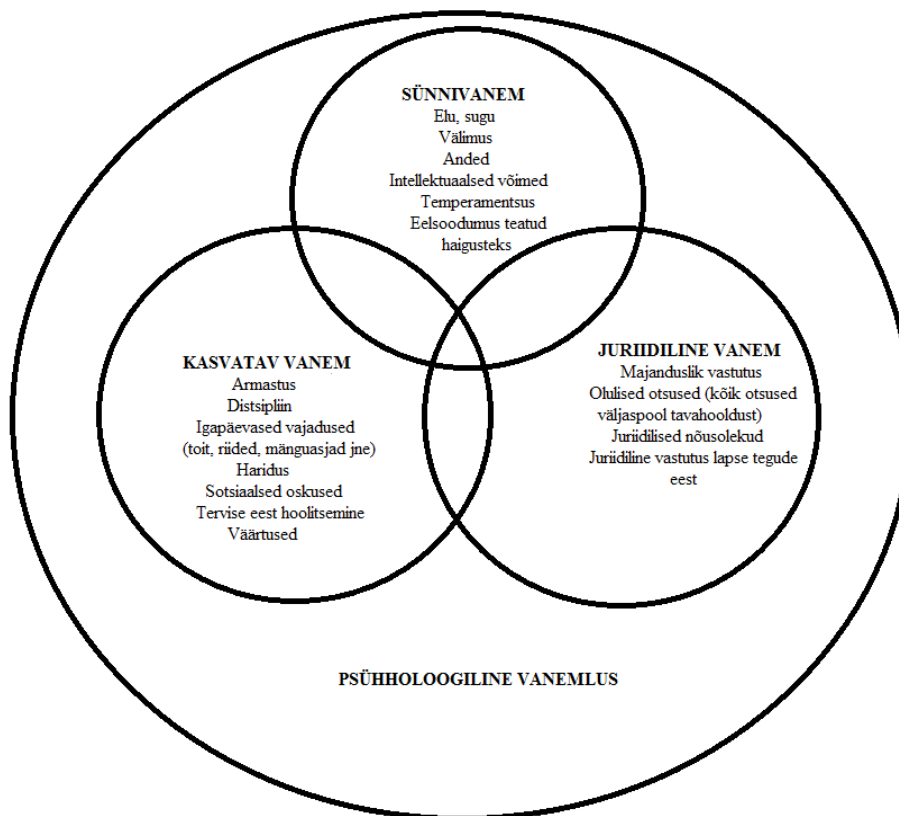 SÜNNIVANEM
Elu, sugu
Välimus
Anded
Intellektuaalsed võimed
Temperamentsus
Eelsoodumus teatud
haigusteks
KASVATAV VANEM
Armastus
Distsipliin
Igapäevased vajadused
(toit, riided, mänguasjad jne)
Haridus
Sotsiaalsed oskused
Tervise eest hoolitsemine
Väärtused
JURIIDILINE VANEM
Majanduslik vastutus
Olulised otsused (kõik otsused
väljaspool tavahooldust)
Juriidilised nõusolekud
Juriidiline vastutus lapse tegude
eest
PSÜHHOLOOGILINE VANEMLUS